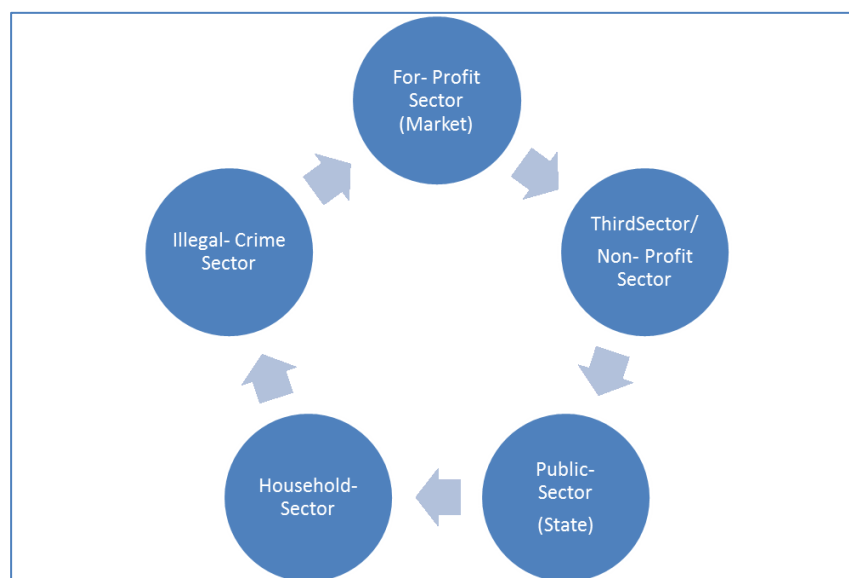 For- Profit
Sector
(Market)
ThirdSector/
Non- Profit
Sector
Public-
Sector
(State)
Household-
Sector
Illegal- Crime
Sector